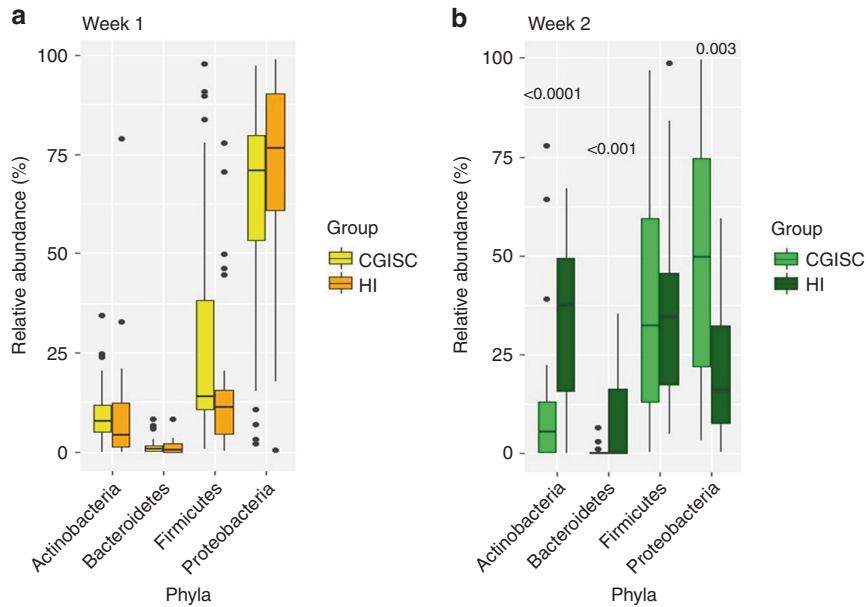 a
Week 1
100
75
50
25
0
Relative abundance (%)
Actinobacteria
Bacteroidetes
Firmicutes
Proteobacteria
Phyla
Group
CGISC
HI
b
Week 2
100
75
50
25
0
Relative abundance (%)
<0.0001
<0.001
0.003
Actinobacteria
Bacteroidetes
Firmicutes
Proteobacteria
Phyla
Group
CGISC
HI